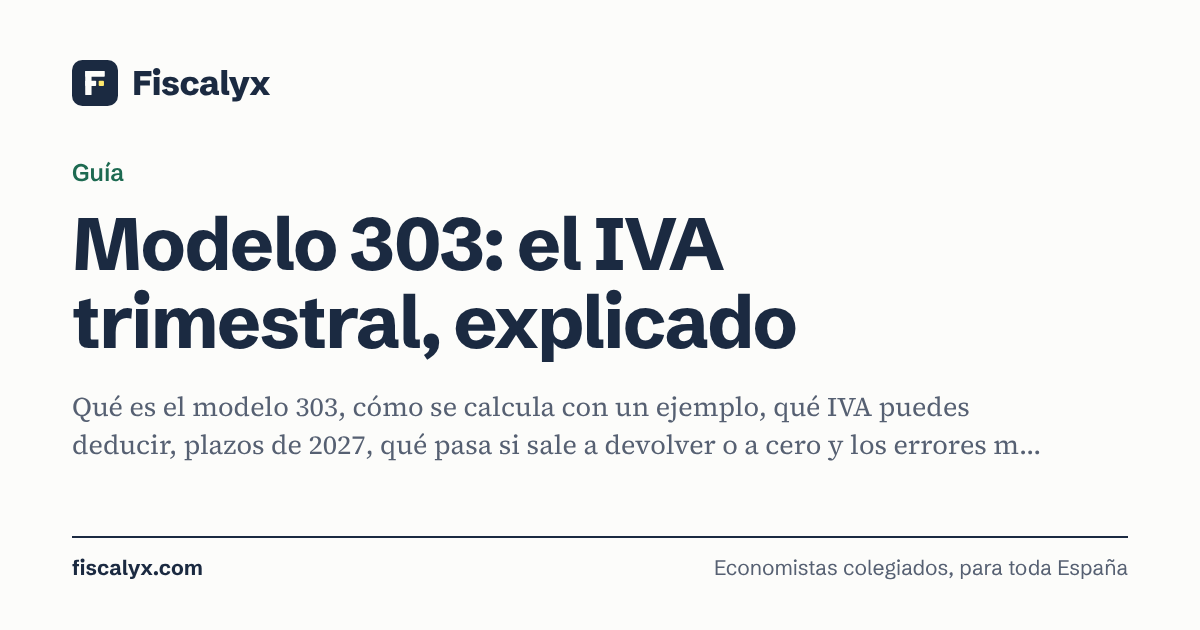 Fiscalyx
Guía
Modelo 303: el IVA
trimestral, explicado
Qué es el modelo 303, cómo se calcula con un ejemplo, qué IVA puedes
deducir, plazos de 2027, qué pasa si sale a devolver o a cero y los errores m...
fiscalyx.com
Economistas colegiados, para toda España